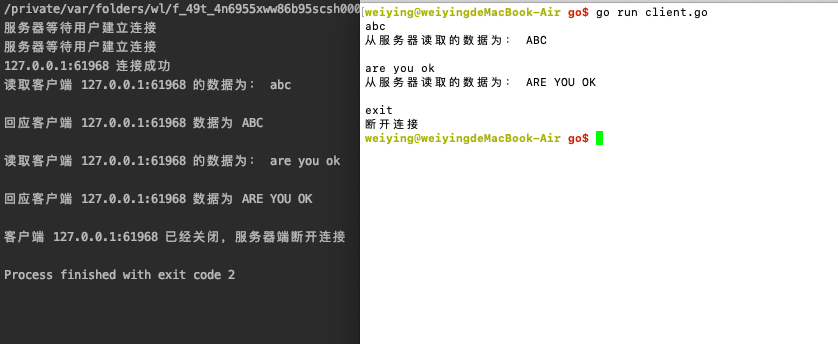 /private/var/folders/wl/f_49t_4n6955xww86b95scsh000
服务器等待用户建立连接
服务器等待用户建立连接
127.0.0.1:61968 连接成功
读取客户端 127.0.0.1:61968 的数据为： abc
回应客户端 127.0.0.1:61968 数据为 ABC
读取客户端 127.0.0.1:61968 的数据为： are you ok
回应客户端 127.0.0.1:61968 数据为 ARE YOU OK
客户端 127.0.0.1:61968 已经关闭，服务器端断开连接
Process finished with exit code 2
[weiying@weiyingdeMacBook-Air go$ go run client.go
abc
从服务器读取的数据为： ABC
are you ok
从服务器读取的数据为： ARE YOU OK
exit
断开连接
weiying@weiyingdeMacBook-Air go$